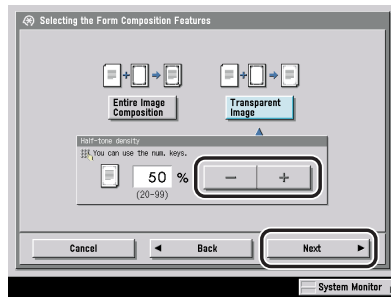 Selecting the Form Composition Features
Entire Image
Composition
Transparent
Image
Half-tone density
You can use the num. keys.
50 %
(20-99)
- +
Cancel
◄ Back
Next ►
System Monitor